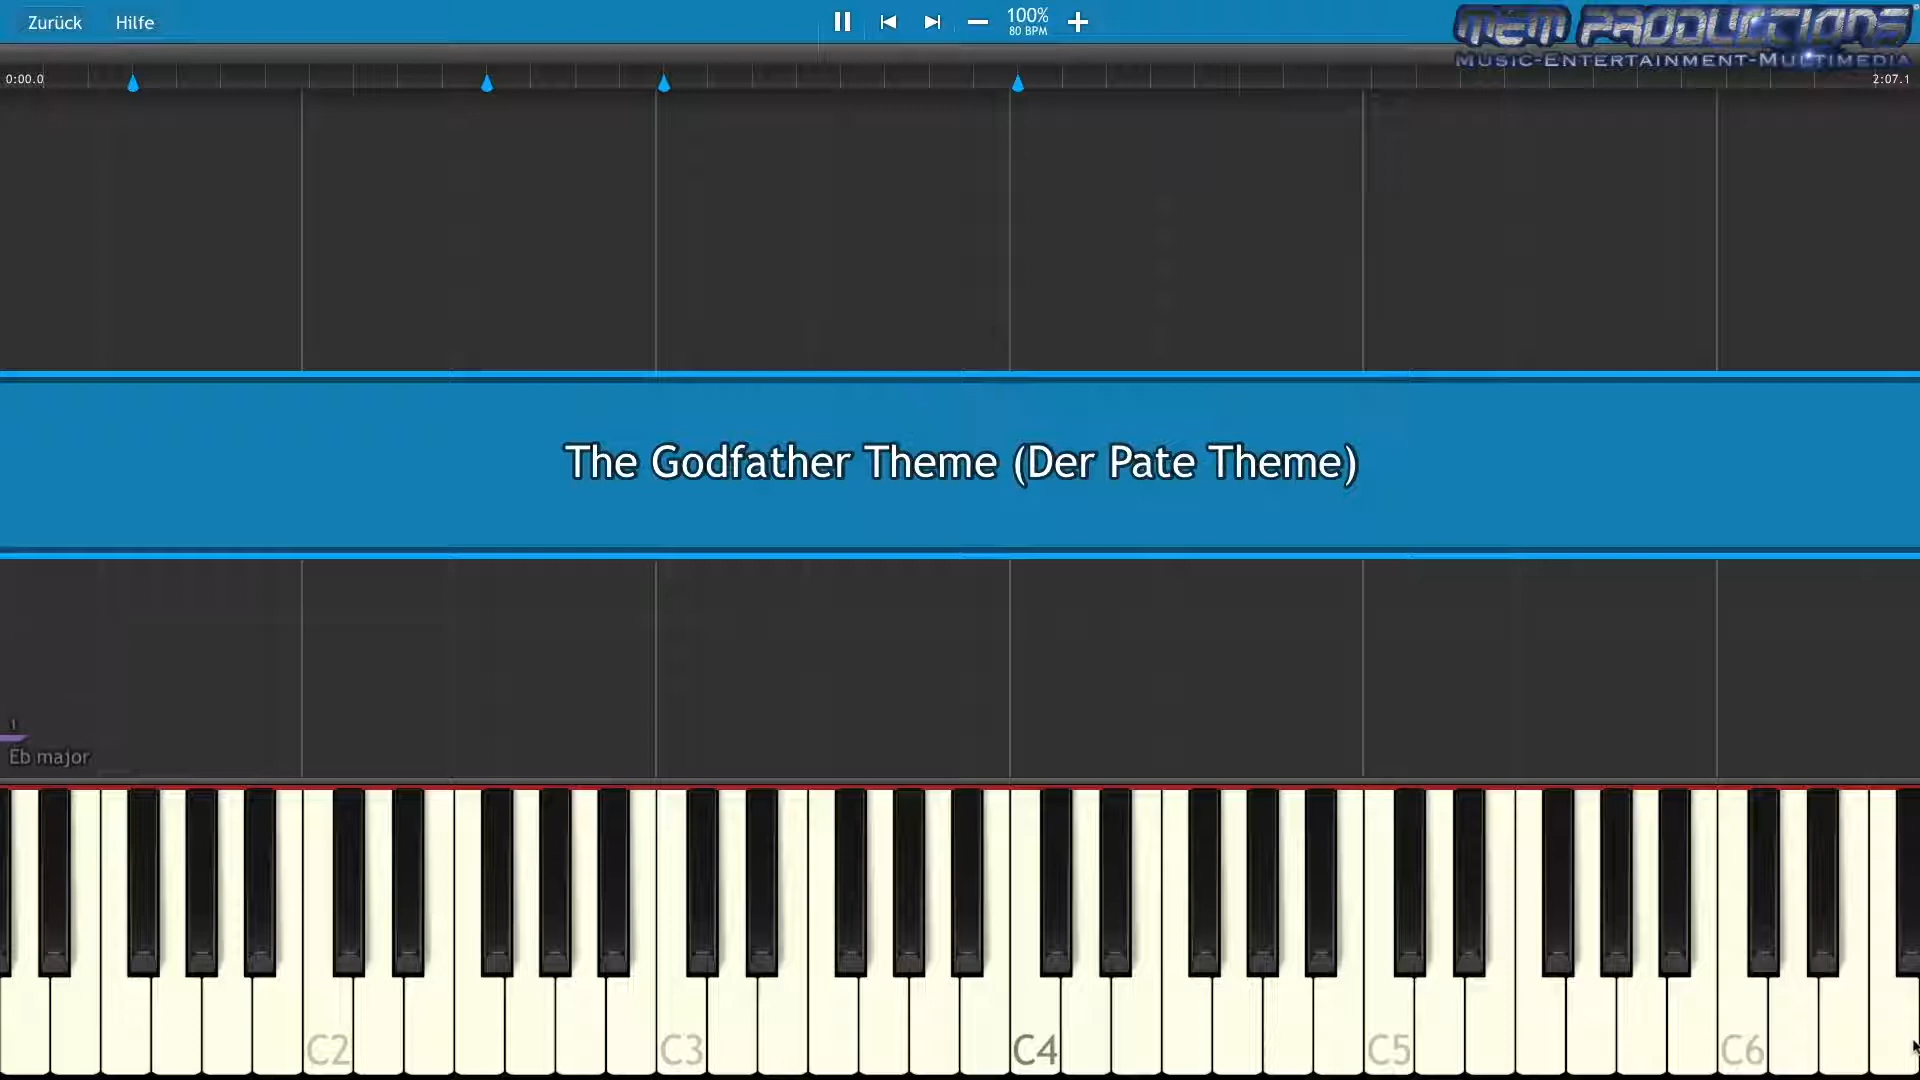 Zurück Hilfe
100%
80 BPM
MEM PRODUCTIONS
MUSIC-ENTERTAINMENT-MULTIMEDIA
0:00.0
2:07.1
The Godfather Theme (Der Pate Theme)
1
Eb major
C2 C3 C4 C5 C6